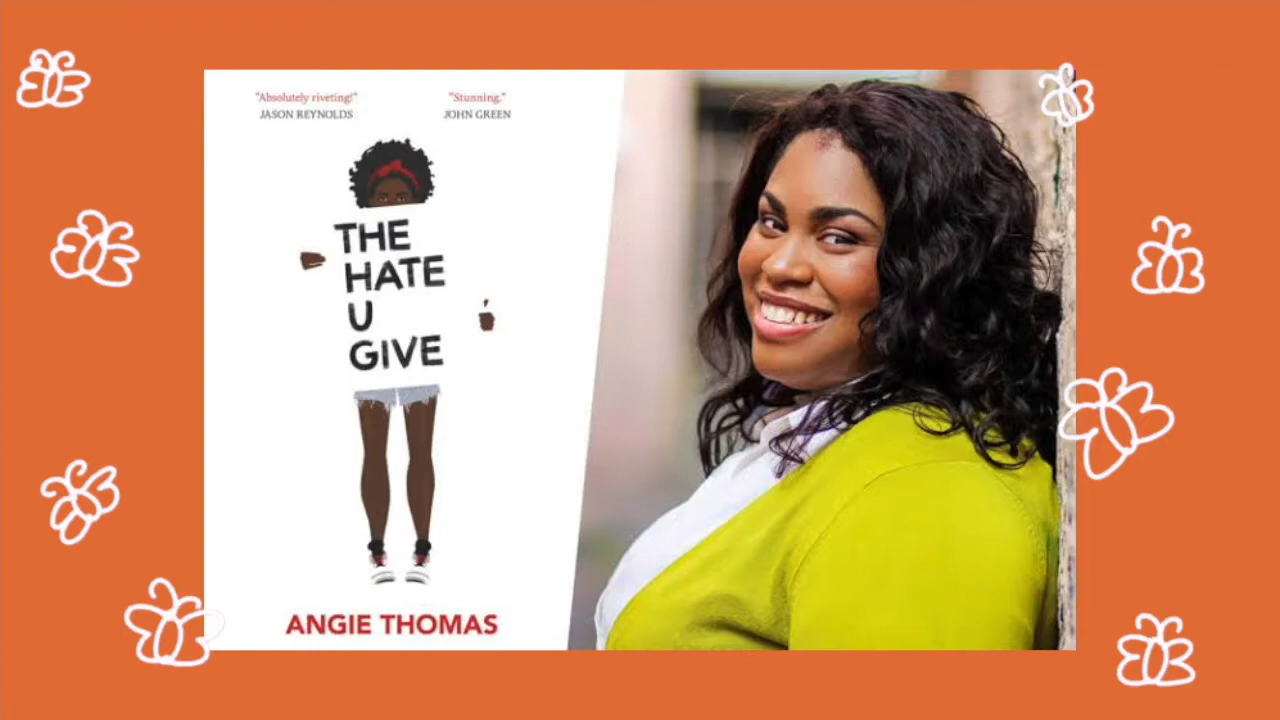 "Absolutely riveting!"
JASON REYNOLDS
"Stunning."
JOHN GREEN
THE
HATE
U
GIVE
ANGIE THOMAS